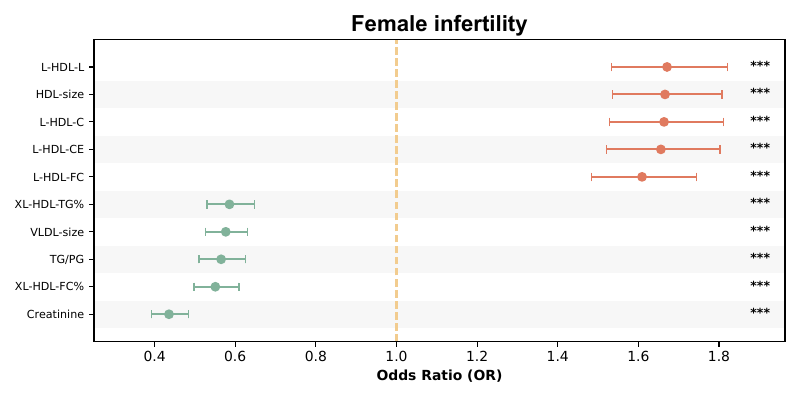 Female infertility
L-HDL-L ***
HDL-size ***
L-HDL-C ***
L-HDL-CE ***
L-HDL-FC ***
XL-HDL-TG% ***
VLDL-size ***
TG/PG ***
XL-HDL-FC% ***
Creatinine ***
0.4 0.6 0.8 1.0 1.2 1.4 1.6 1.8
Odds Ratio (OR)